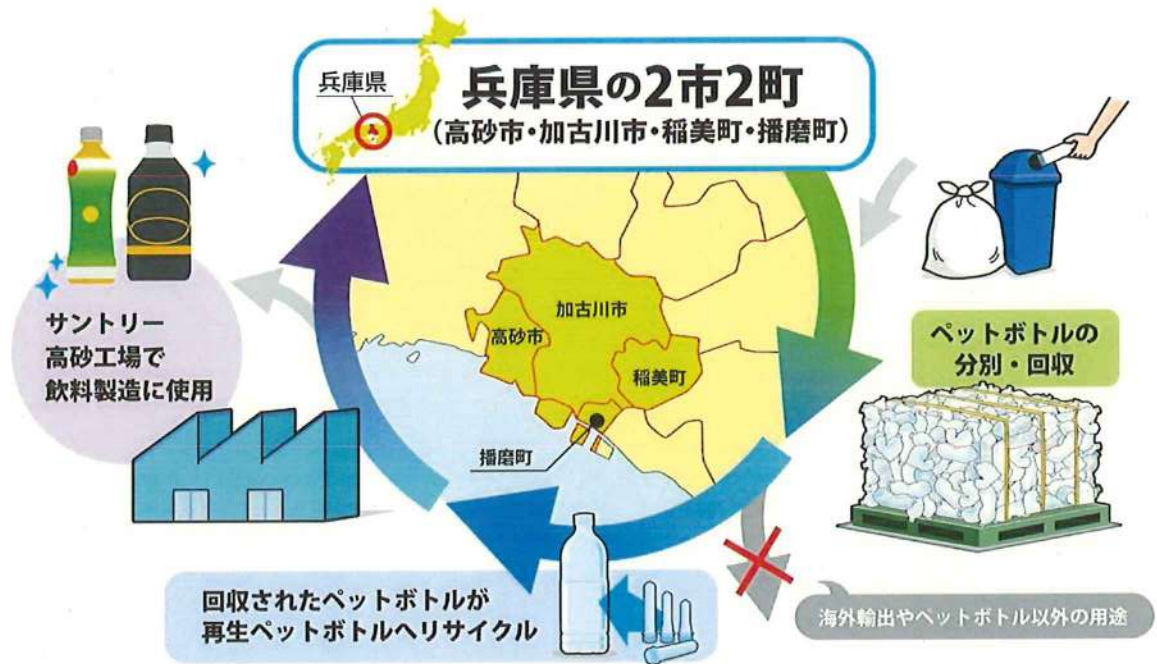 兵庫県
兵庫県の2市2町
(高砂市・加古川市・稲美町・播磨町)
ペットボトルの
分別・回収
海外輸出やペットボトル以外の用途
回収されたペットボトルが
再生ペットボトルへリサイクル
サントリー
高砂工場で
飲料製造に使用
加古川市
高砂市
稲美町
播磨町